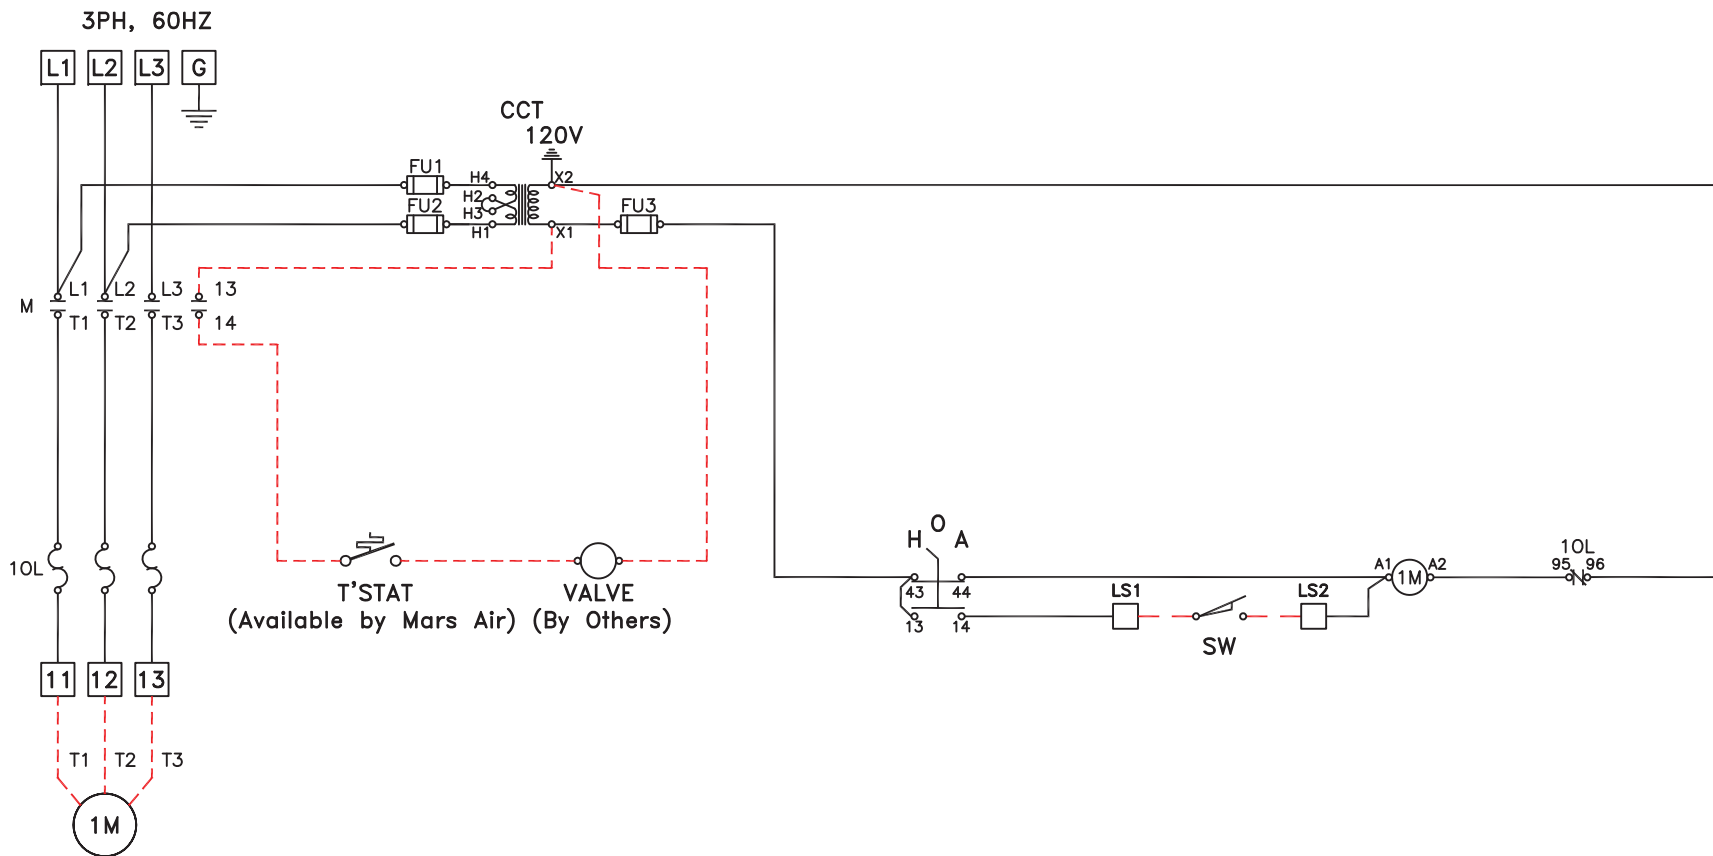 3PH, 60HZ
L1 L2 L3 G
CCT
120V
FU1 H4 X2
H2
FU2 H3 FU3
H1 X1
L1 L2 L3 13
M
T1 T2 T3 14
H O A
10L
10L
95 96
A1 1M A2
43 44
T'STAT VALVE
LS1 LS2
(Available by Mars Air) (By Others)
13 14
SW
11 12 13
T1 T2 T3
1M